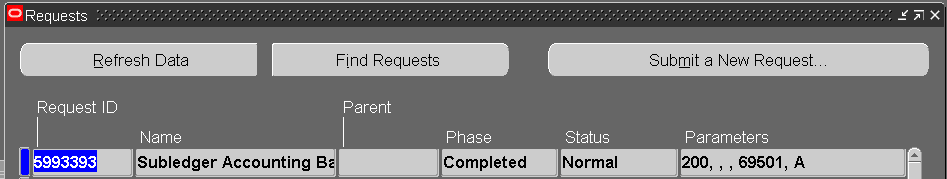 Requests
Refresh Data Find Requests Submit a New Request...
Request ID Parent
Name Phase Status Parameters
5993393 Subledger Accounting Ba Completed Normal 200, , , 69501, A